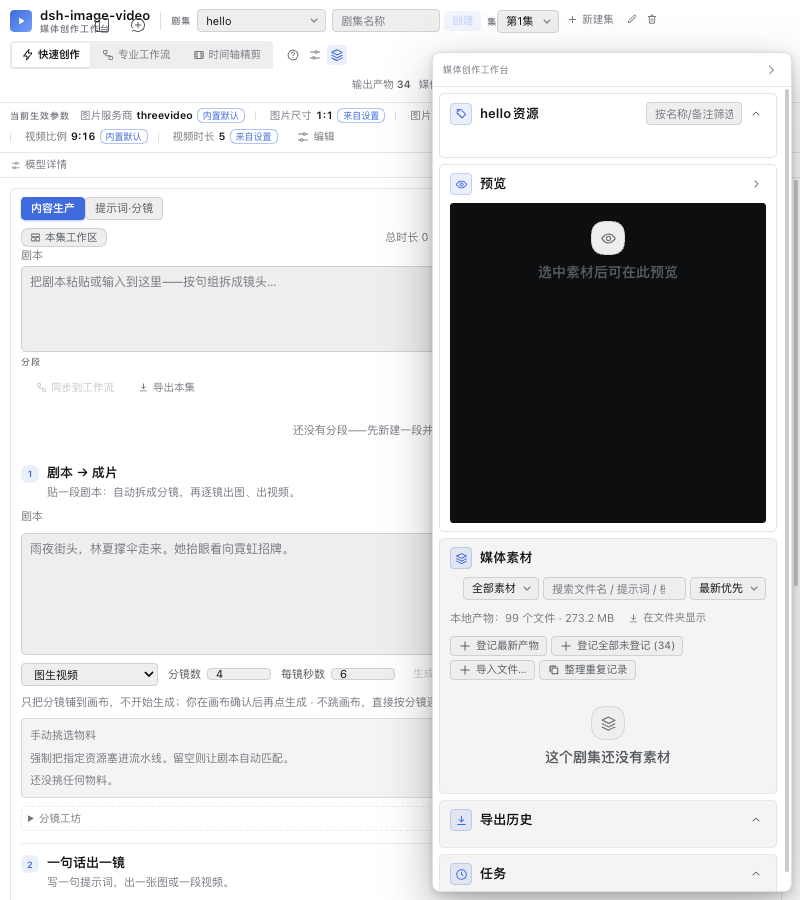 dsh-image-video
媒体创作工作台
剧集
hello
剧集名称
创建
集
第1集
新建集
快速创作
专业工作流
时间轴精剪
输出产物 34
当前生效参数
图片服务商 threevideo 内置默认
图片尺寸 1:1 来自设置
视频比例 9:16 内置默认
视频时长 5 来自设置
编辑
模型详情
内容生产
提示词·分镜
本集工作区
总时长 0
剧本
把剧本粘贴或输入到这里——按句组拆成镜头…
分段
同步到工作流
导出本集
还没有分段——先新建一段并
1
剧本 → 成片
贴一段剧本：自动拆成分镜，再逐镜出图、出视频。
剧本
雨夜街头，林夏撑伞走来。她抬眼看向霓虹招牌。
图生视频
分镜数 4
每镜秒数 6
生成
只把分镜铺到画布，不开始生成；你在画布确认后再点生成 · 不跳画布，直接按分镜
手动挑选物料
强制把指定资源塞进流水线。留空则让剧本自动匹配。
还没挑任何物料。
分镜工坊
2
一句话出一镜
写一句提示词，出一张图或一段视频。
媒体创作工作台
hello 资源
按名称/备注筛选
预览
选中素材后可在此预览
媒体素材
全部素材
搜索文件名 / 提示词 /
最新优先
本地产物：99 个文件 · 273.2 MB
在文件夹显示
登记最新产物
登记全部未登记 (34)
导入文件…
整理重复记录
这个剧集还没有素材
导出历史
任务